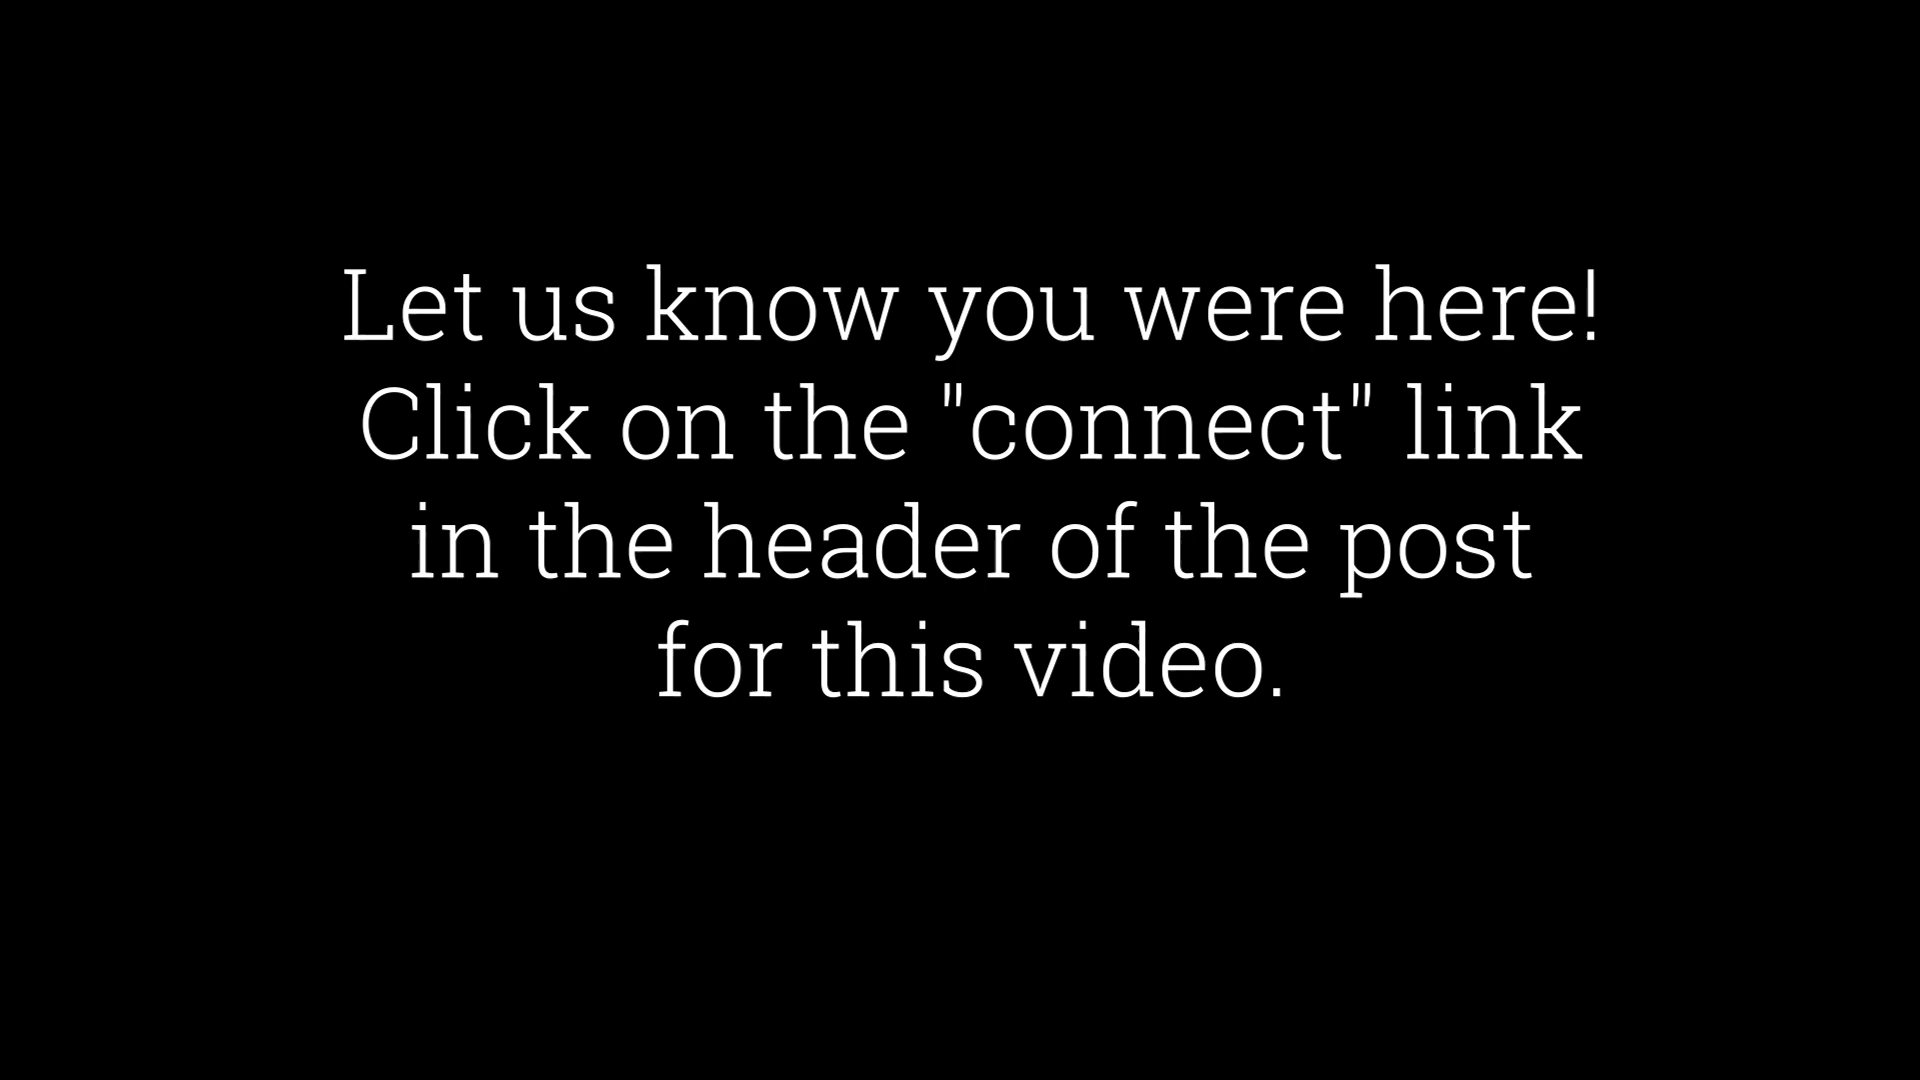 Let us know you were here!
Click on the "connect" link
in the header of the post
for this video.